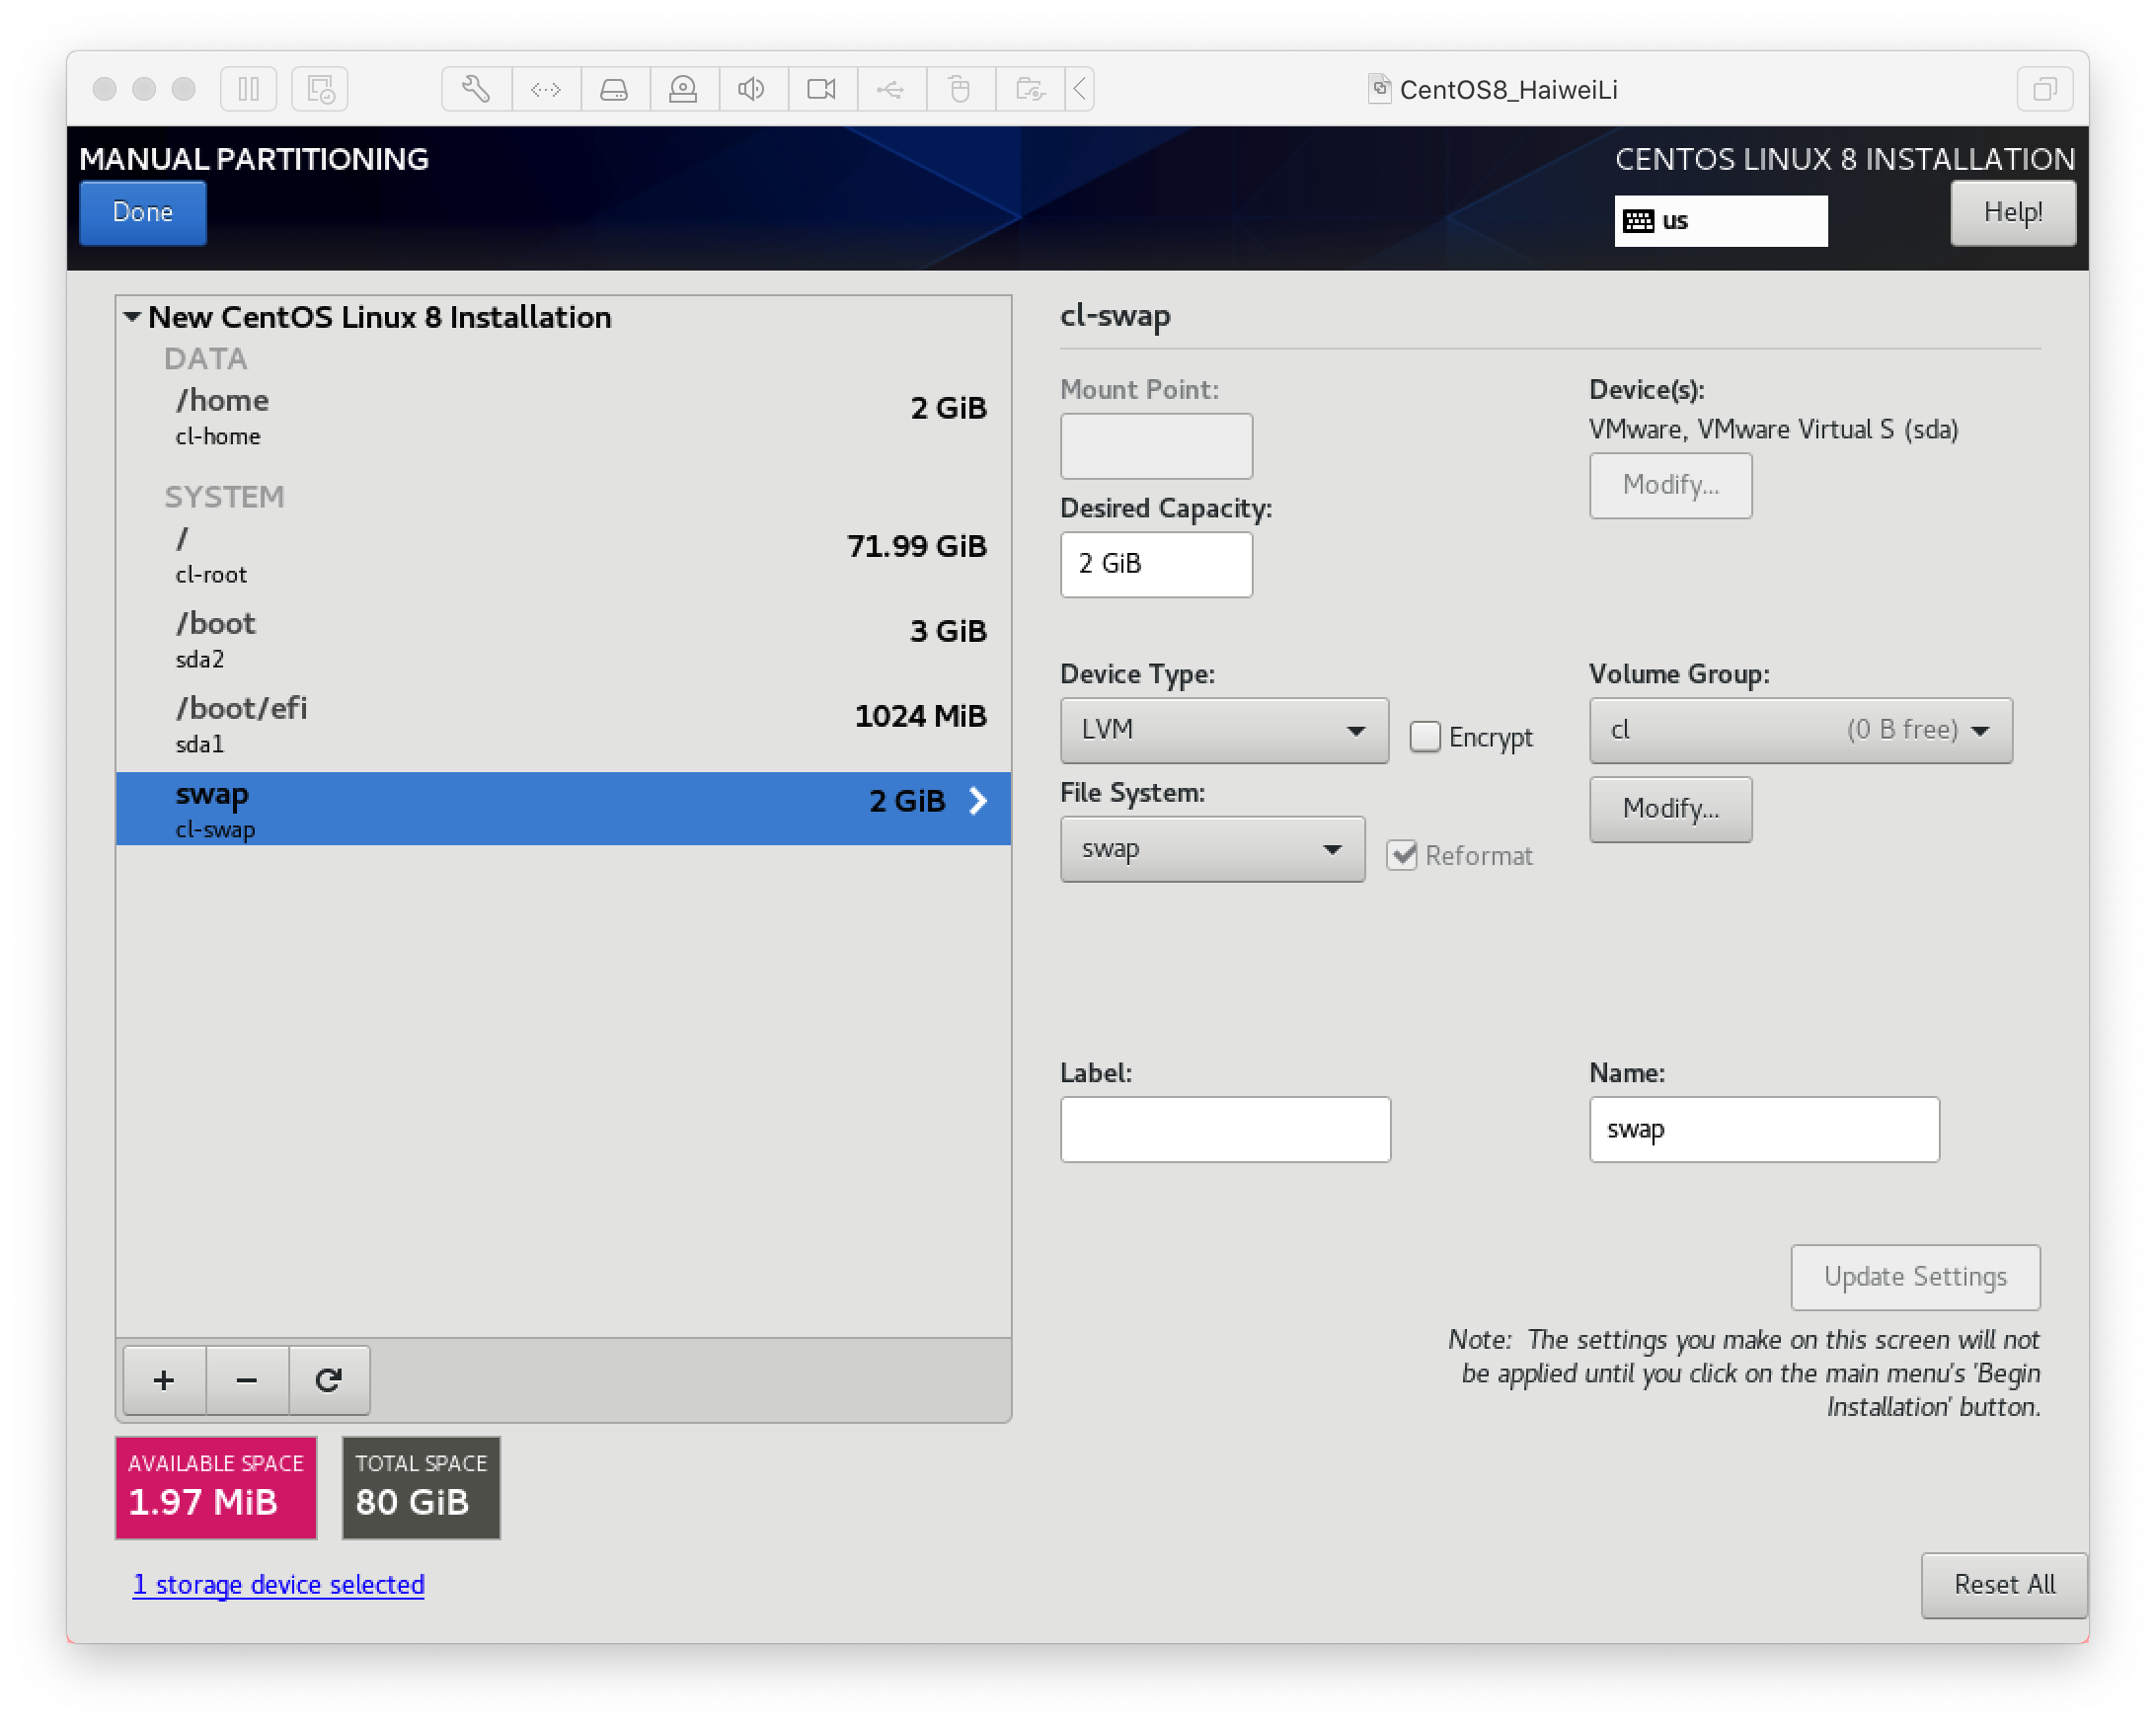 CentOS8_HaiweiLi
MANUAL PARTITIONING
CENTOS LINUX 8 INSTALLATION
Done
us
Help!
New CentOS Linux 8 Installation
DATA
/home
2 GiB
cl-home
SYSTEM
/
71.99 GiB
cl-root
/boot
3 GiB
sda2
/boot/efi
1024 MiB
sda1
swap
2 GiB
cl-swap
+ −
AVAILABLE SPACE
1.97 MiB
TOTAL SPACE
80 GiB
1 storage device selected
cl-swap
Mount Point:
Device(s):
VMware, VMware Virtual S (sda)
Modify...
Desired Capacity:
2 GiB
Device Type:
Volume Group:
LVM
Encrypt
cl (0 B free)
File System:
Modify...
swap
Reformat
Label:
Name:
swap
Update Settings
Note: The settings you make on this screen will not
be applied until you click on the main menu's 'Begin
Installation' button.
Reset All